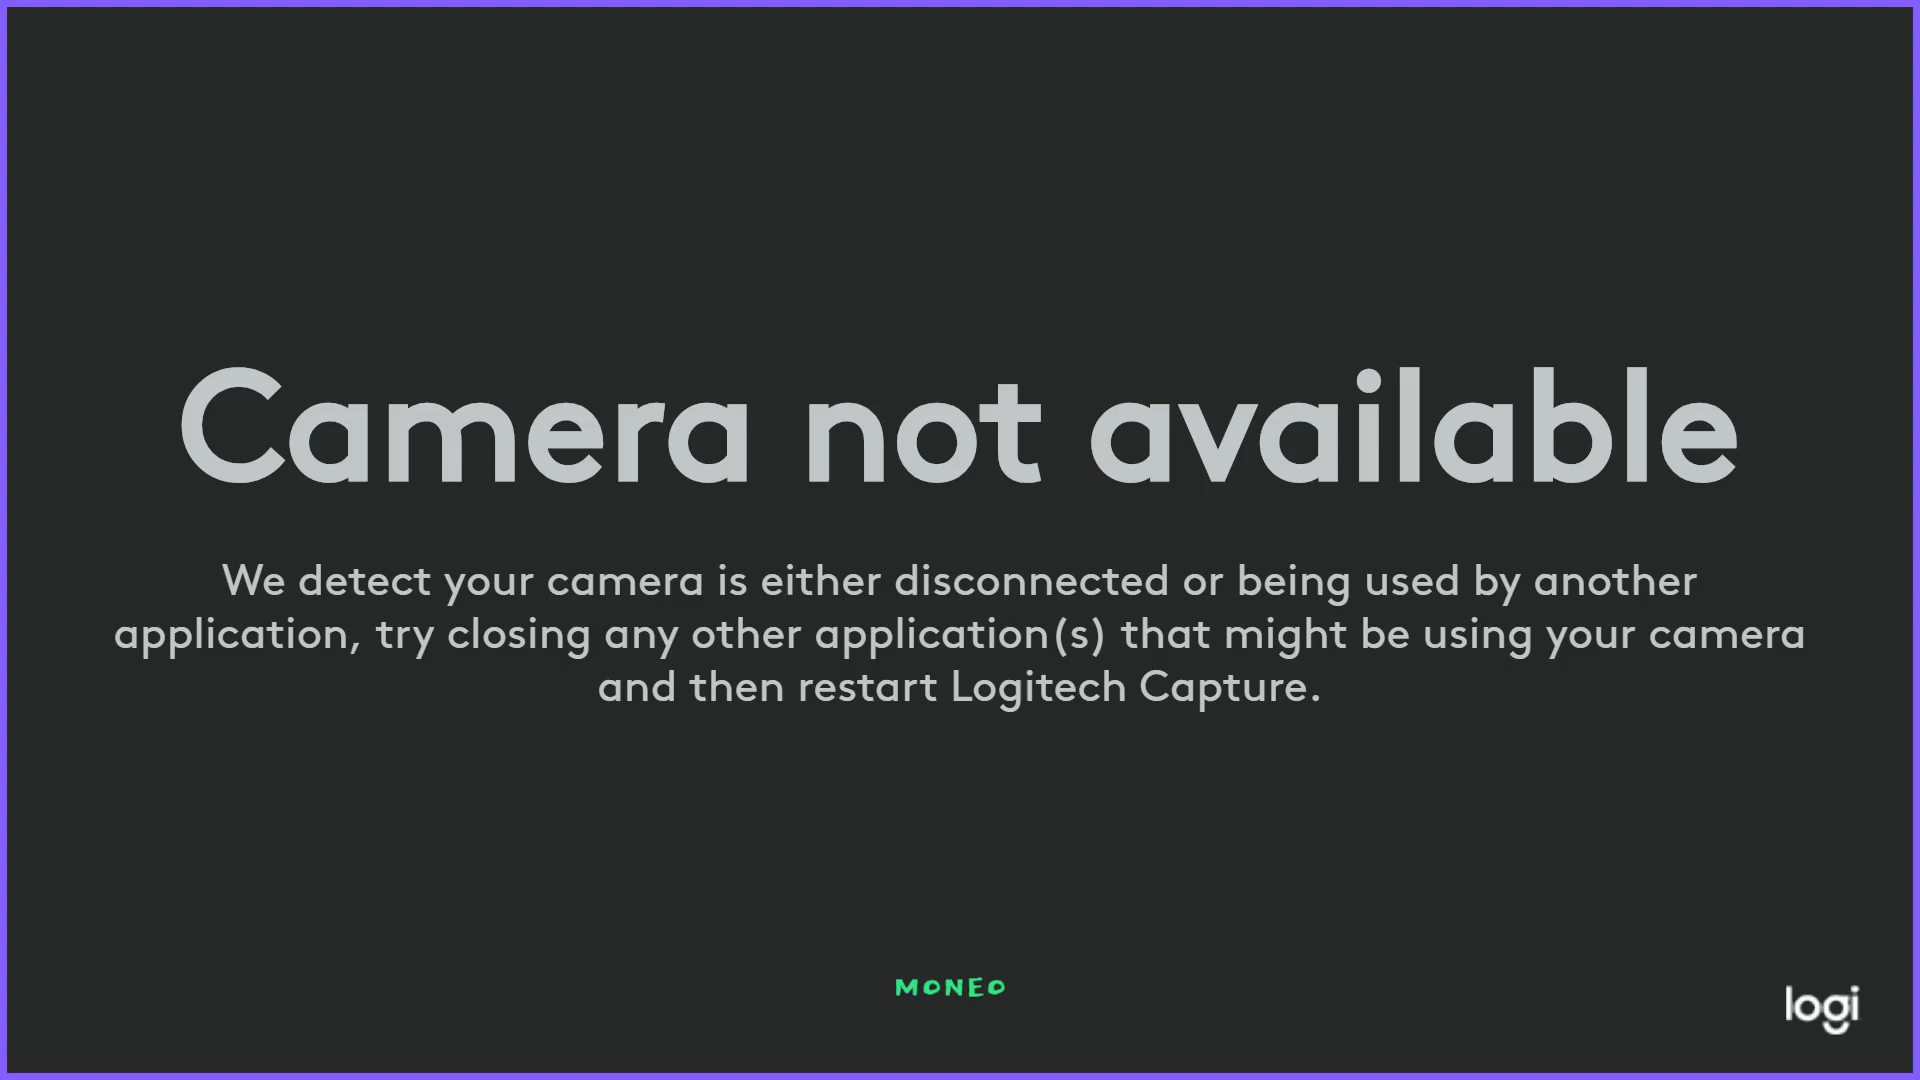 Camera not available
We detect your camera is either disconnected or being used by another
application, try closing any other application(s) that might be using your camera
and then restart Logitech Capture.
MONEO
logi